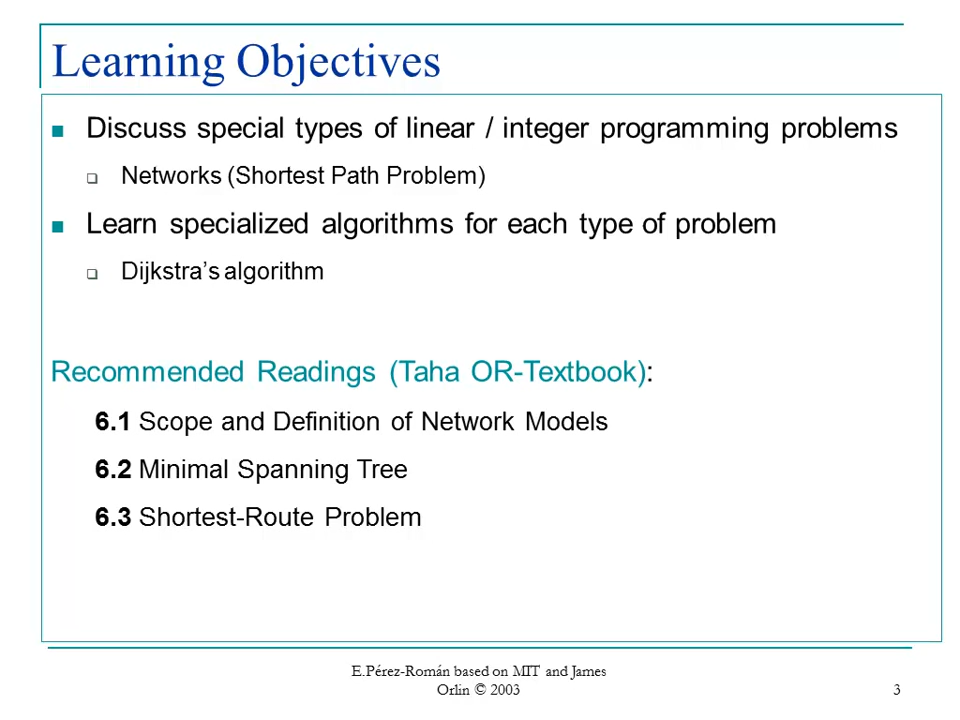 Learning Objectives
Discuss special types of linear / integer programming problems
Networks (Shortest Path Problem)
Learn specialized algorithms for each type of problem
Dijkstra's algorithm
Recommended Readings (Taha OR-Textbook):
6.1 Scope and Definition of Network Models
6.2 Minimal Spanning Tree
6.3 Shortest-Route Problem
E.Pérez-Román based on MIT and James
Orlin © 2003
3